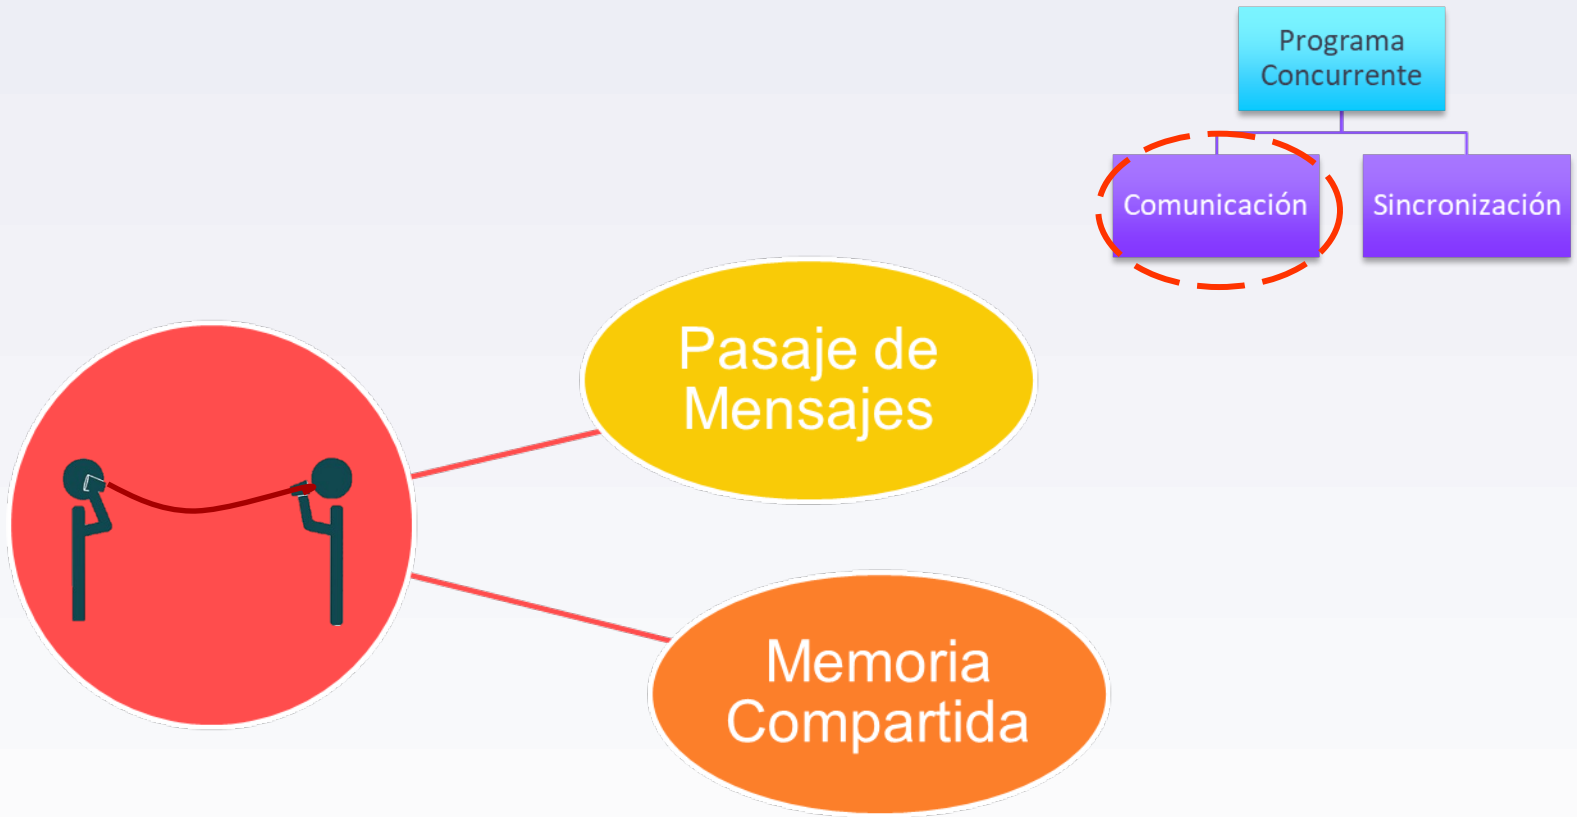 Programa
Concurrente
Comunicación
Sincronización
Pasaje de
Mensajes
Memoria
Compartida